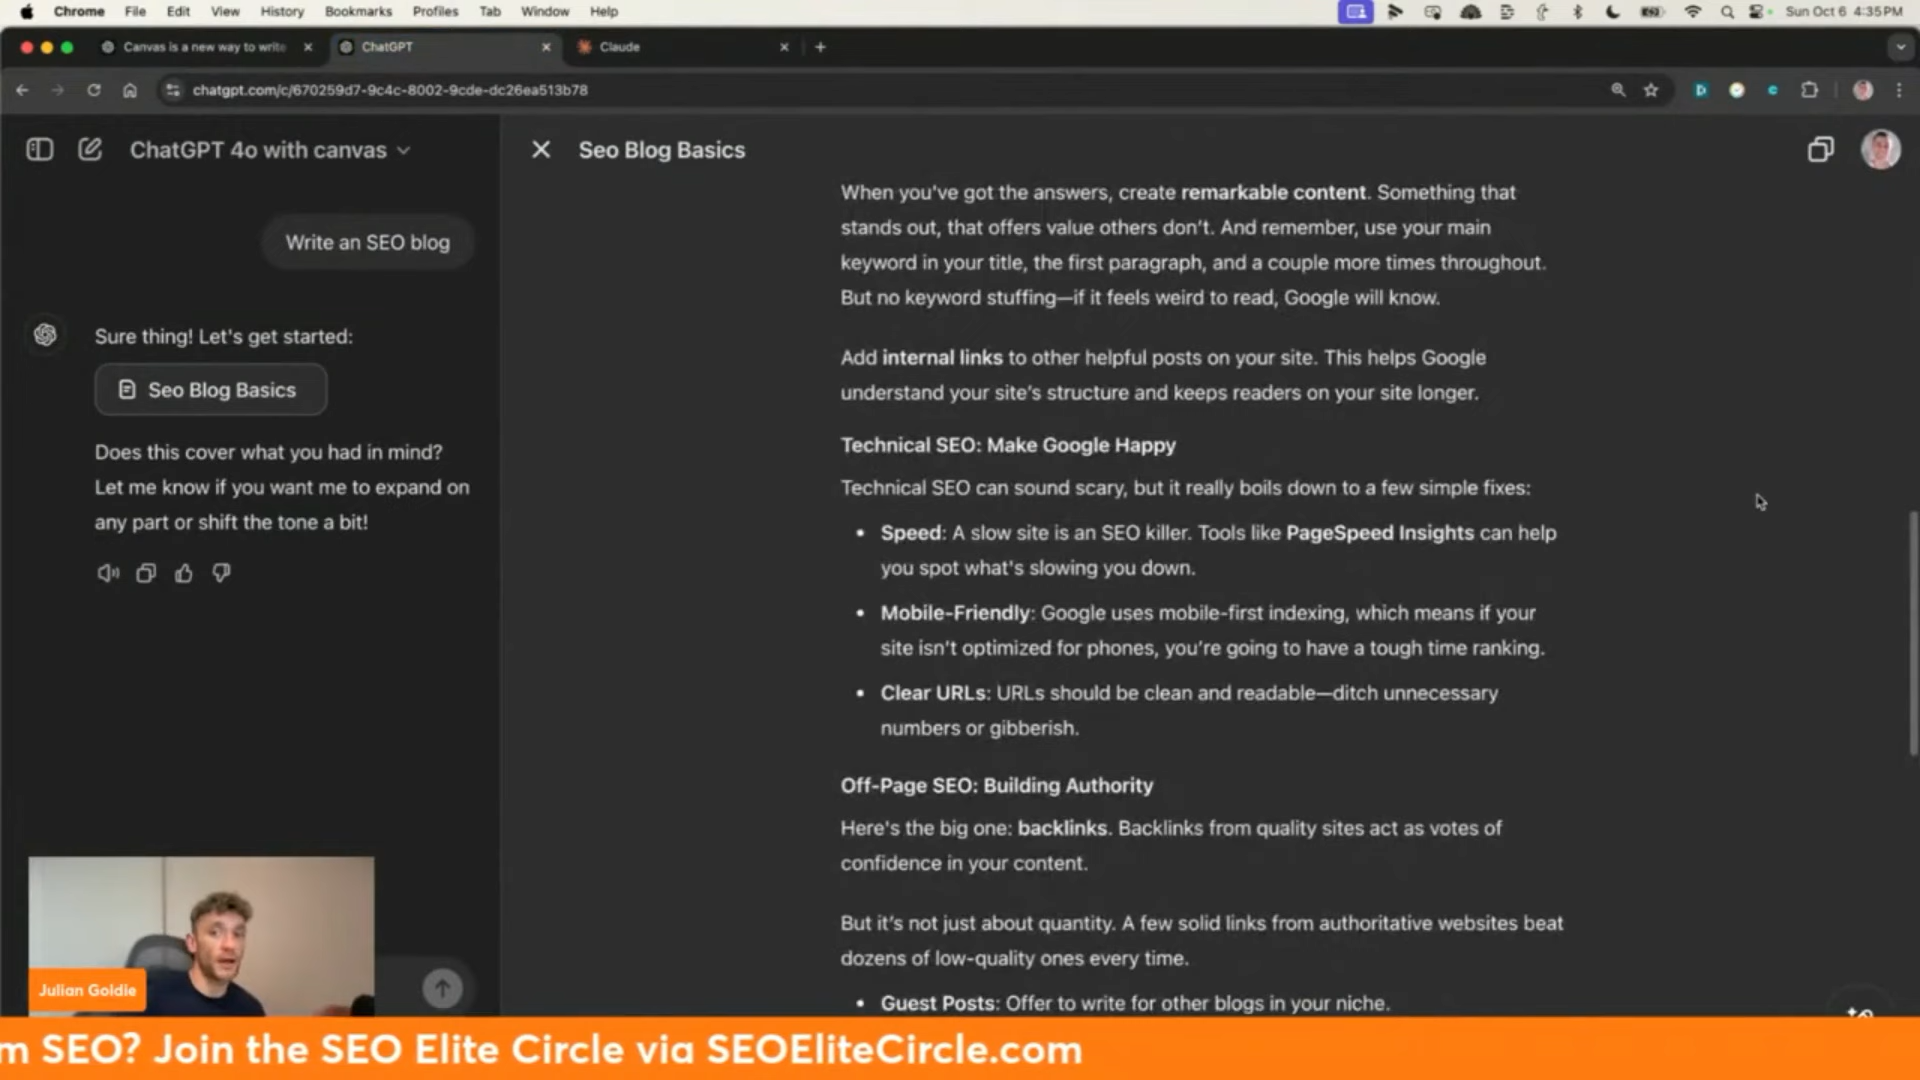 Chrome File Edit View History Bookmarks Profiles Tab Window Help Sun Oct 6 4:35 PM
Canvas is a new way to write
ChatGPT
Claude
chatgpt.com/c/670259d7-9c4c-8002-9cde-dc26ea513b78
ChatGPT 4o with canvas
Seo Blog Basics
Write an SEO blog
Sure thing! Let's get started:
Seo Blog Basics
Does this cover what you had in mind?
Let me know if you want me to expand on
any part or shift the tone a bit!
When you've got the answers, create remarkable content. Something that
stands out, that offers value others don't. And remember, use your main
keyword in your title, the first paragraph, and a couple more times throughout.
But no keyword stuffing—if it feels weird to read, Google will know.
Add internal links to other helpful posts on your site. This helps Google
understand your site's structure and keeps readers on your site longer.
Technical SEO: Make Google Happy
Technical SEO can sound scary, but it really boils down to a few simple fixes:
• Speed: A slow site is an SEO killer. Tools like PageSpeed Insights can help
you spot what's slowing you down.
• Mobile-Friendly: Google uses mobile-first indexing, which means if your
site isn't optimized for phones, you're going to have a tough time ranking.
• Clear URLs: URLs should be clean and readable—ditch unnecessary
numbers or gibberish.
Off-Page SEO: Building Authority
Here's the big one: backlinks. Backlinks from quality sites act as votes of
confidence in your content.
But it's not just about quantity. A few solid links from authoritative websites beat
dozens of low-quality ones every time.
• Guest Posts: Offer to write for other blogs in your niche.
Julian Goldie
m SEO? Join the SEO Elite Circle via SEOEliteCircle.com